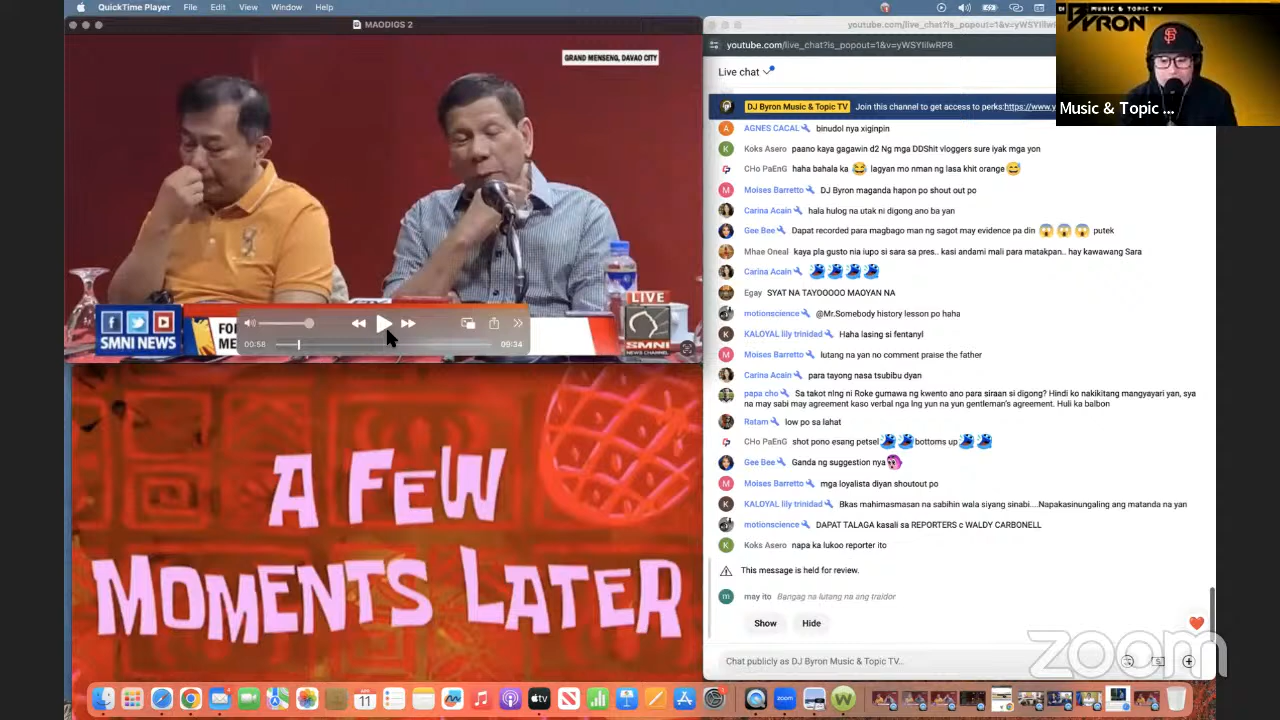 QuickTime Player File Edit View Window Help
MAODIGS 2
GRAND MENSENG, DAVAO CITY
SMNI NEWS
FO
ME
LIVE
SMNI
NEWS CHANNEL
00:58
09:34
A FEW
MOMENTS LATER
youtube.com/live_chat?is_popout=1&v=yWSYIilwRP8
Live chat
DJ Byron Music & Topic TV Join this channel to get access to perks:https://www.y
AGNES CACAL binudol nya xiginpin
Koks Asero paano kaya gagawin d2 Ng mga DDShit vloggers sure iyak mga yon
CHo PaEnG haha bahala ka 😂 lagyan mo nman ng lasa khit orange😅
Moises Barretto DJ Byron maganda hapon po shout out po
Carina Acain hala hulog na utak ni digong ano ba yan
Gee Bee Dapat recorded para magbago man ng sagot may evidence pa din 😱 😱 😱 putek
Mhae Oneal kaya pla gusto nia iupo si sara sa pres.. kasi andami mali para matakpan.. hay kawawang Sara
Carina Acain
Egay SYAT NA TAYOOOOO MAOYAN NA
motionscience @Mr.Somebody history lesson po haha
KALOYAL lily trinidad Haha lasing si fentanyl
Moises Barretto lutang na yan no comment praise the father
Carina Acain para tayong nasa tsubibu dyan
papa cho Sa takot nIng ni Roke gumawa ng kwento ano para siraan si digong? Hindi ko nakikitang mangyayari yan, sya
na may sabi may agreement kaso verbal nga lng yun na yun gentleman's agreement. Huli ka balbon
Ratam low po sa lahat
CHo PaEnG shot pono esang petsel bottoms up
Gee Bee Ganda ng suggestion nya
Moises Barretto mga loyalista diyan shoutout po
KALOYAL lily trinidad Bkas mahimasmasan na sabihin wala siyang sinabi....Napakasinungaling ang matanda na yan
motionscience DAPAT TALAGA kasali sa REPORTERS c WALDY CARBONELL
Koks Asero napa ka lukoo reporter ito
This message is held for review.
may ito Bangag na lutang na ang traidor
Show Hide
Chat publicly as DJ Byron Music & Topic TV...
MUSIC & TOPIC TV
BYRON
Music & Topic ...
zoom